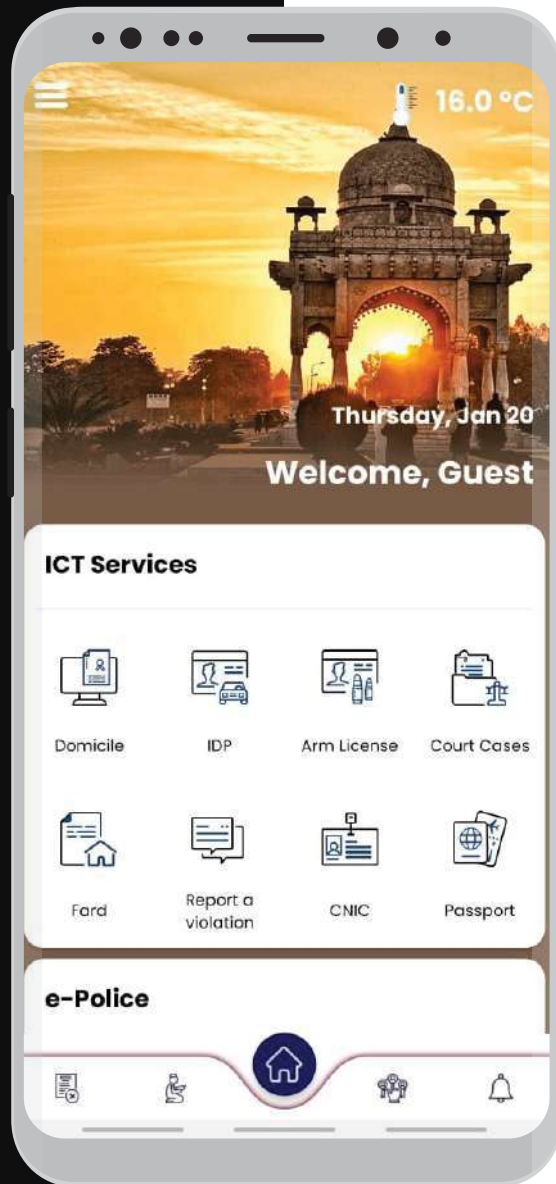 16.0 °C
Thursday, Jan 20
Welcome, Guest
ICT Services
Domicile
IDP
Arm License
Court Cases
Fard
Report a
violation
CNIC
Passport
e-Police